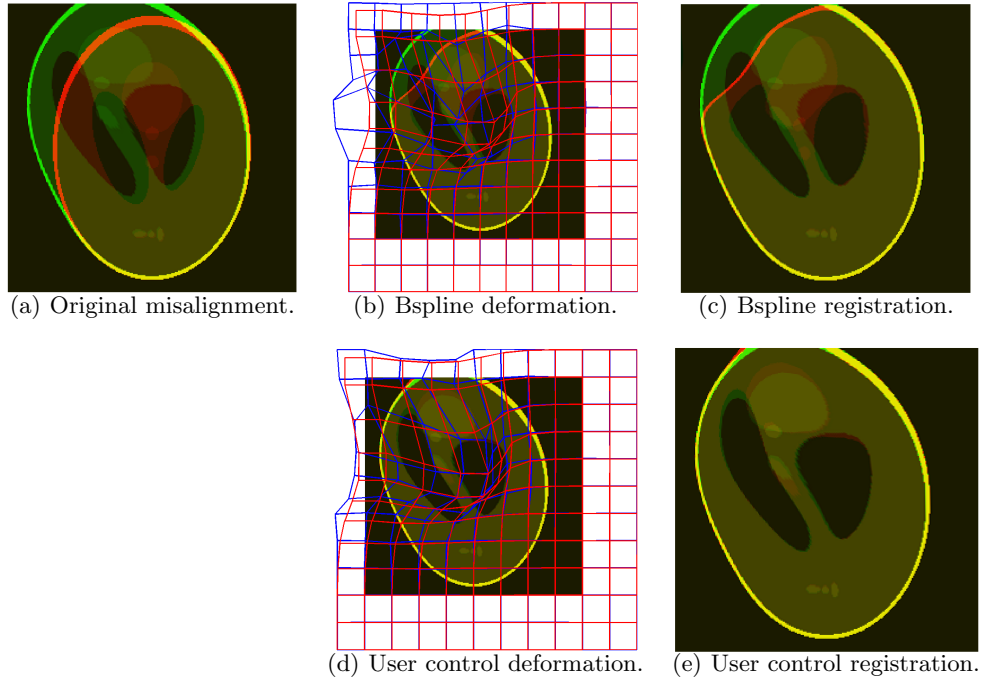 (a) Original misalignment.
(b) Bspline deformation.
(c) Bspline registration.
(d) User control deformation.
(e) User control registration.